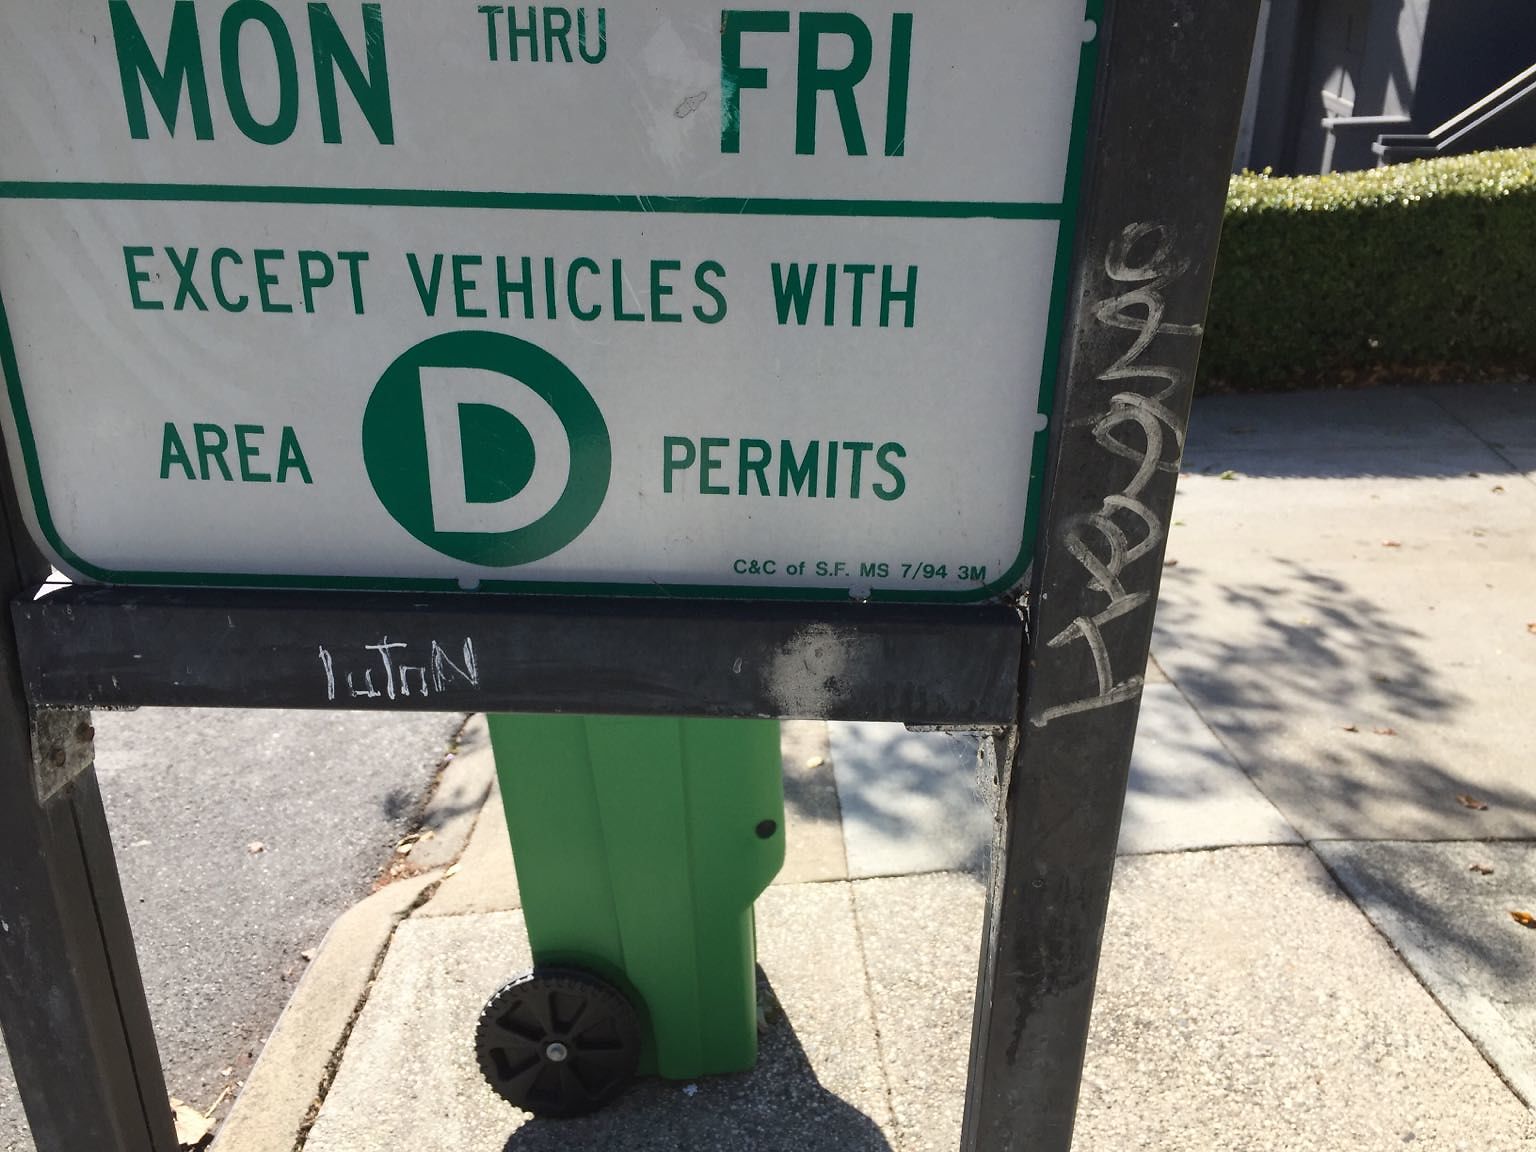 MON THRU FRI
EXCEPT VEHICLES WITH
AREA D PERMITS
C&C of S.F. MS 7/94 3M